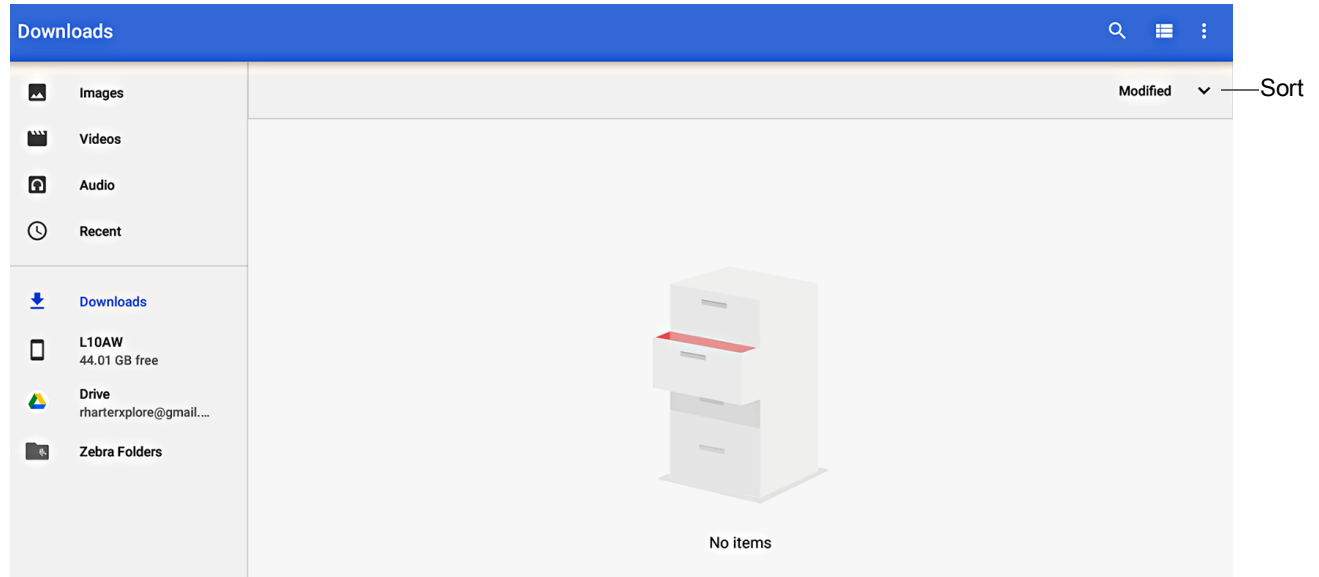 Downloads
Images
Modified
Sort
Videos
Audio
Recent
Downloads
L10AW
44.01 GB free
Drive
rharterxplore@gmail....
Zebra Folders
No items